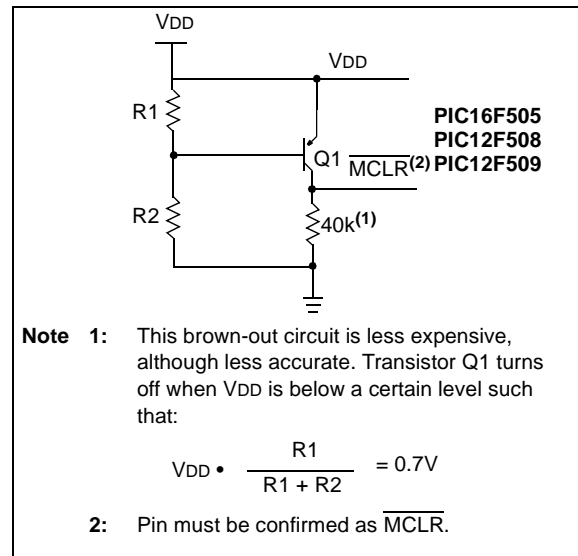 VDD
VDD
R1
PIC16F505
PIC12F508
Q1 MCLR(2) PIC12F509
R2
40k(1)
Note 1: This brown-out circuit is less expensive,
although less accurate. Transistor Q1 turns
off when VDD is below a certain level such
that:
VDD • R1 / R1 + R2 = 0.7V
2: Pin must be confirmed as MCLR.